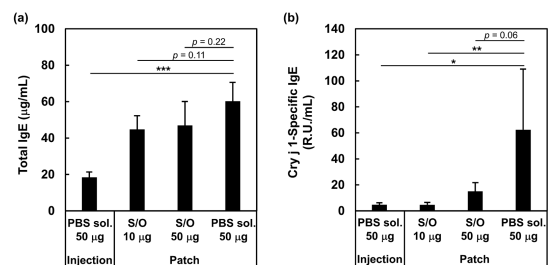 (a)
Total IgE (μg/mL)
100
80
60
40
20
0
p = 0.22
p = 0.11
***
PBS sol.
50 μg
S/O
10 μg
S/O
50 μg
PBS sol.
50 μg
Injection
Patch
(b)
Cry j 1-Specific IgE
(R.U./mL)
140
120
100
80
60
40
20
0
p = 0.06
**
*
PBS sol.
50 μg
S/O
10 μg
S/O
50 μg
PBS sol.
50 μg
Injection
Patch